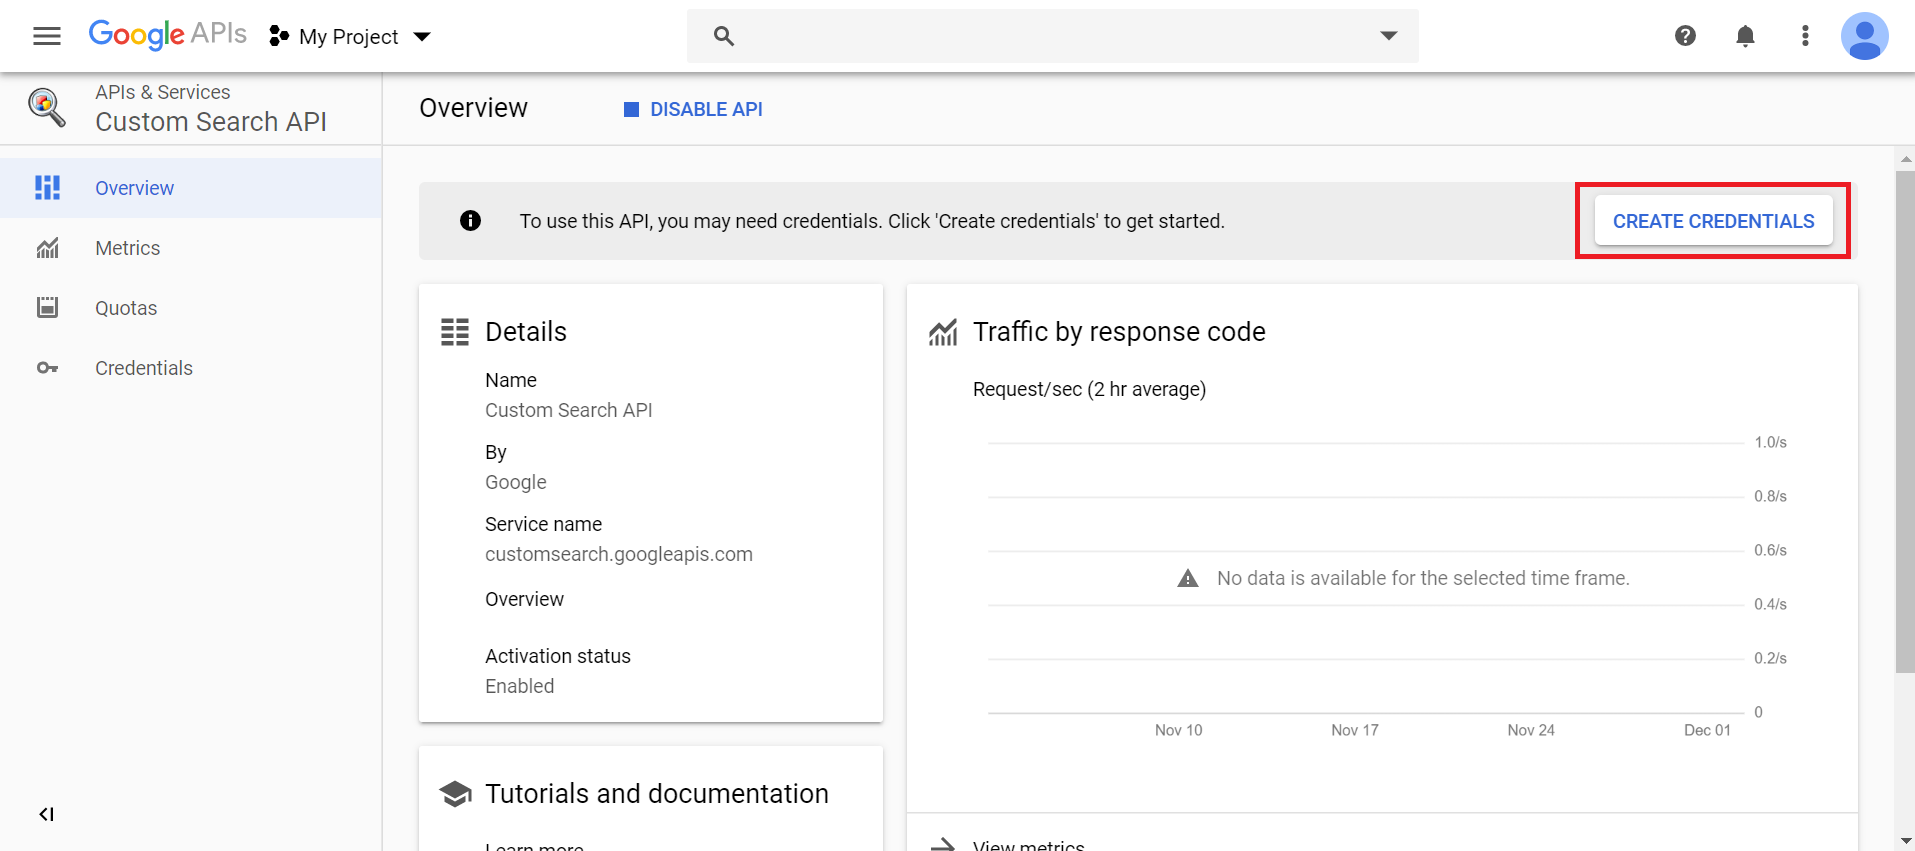 Google APIs
My Project
APIs & Services
Custom Search API
Overview
DISABLE API
Overview
Metrics
Quotas
Credentials
To use this API, you may need credentials. Click 'Create credentials' to get started.
CREATE CREDENTIALS
Details
Name
Custom Search API
By
Google
Service name
customsearch.googleapis.com
Overview
Activation status
Enabled
Traffic by response code
Request/sec (2 hr average)
1.0/s
0.8/s
0.6/s
No data is available for the selected time frame.
0.4/s
0.2/s
0
Nov 10
Nov 17
Nov 24
Dec 01
Tutorials and documentation
Learn more
View metrics